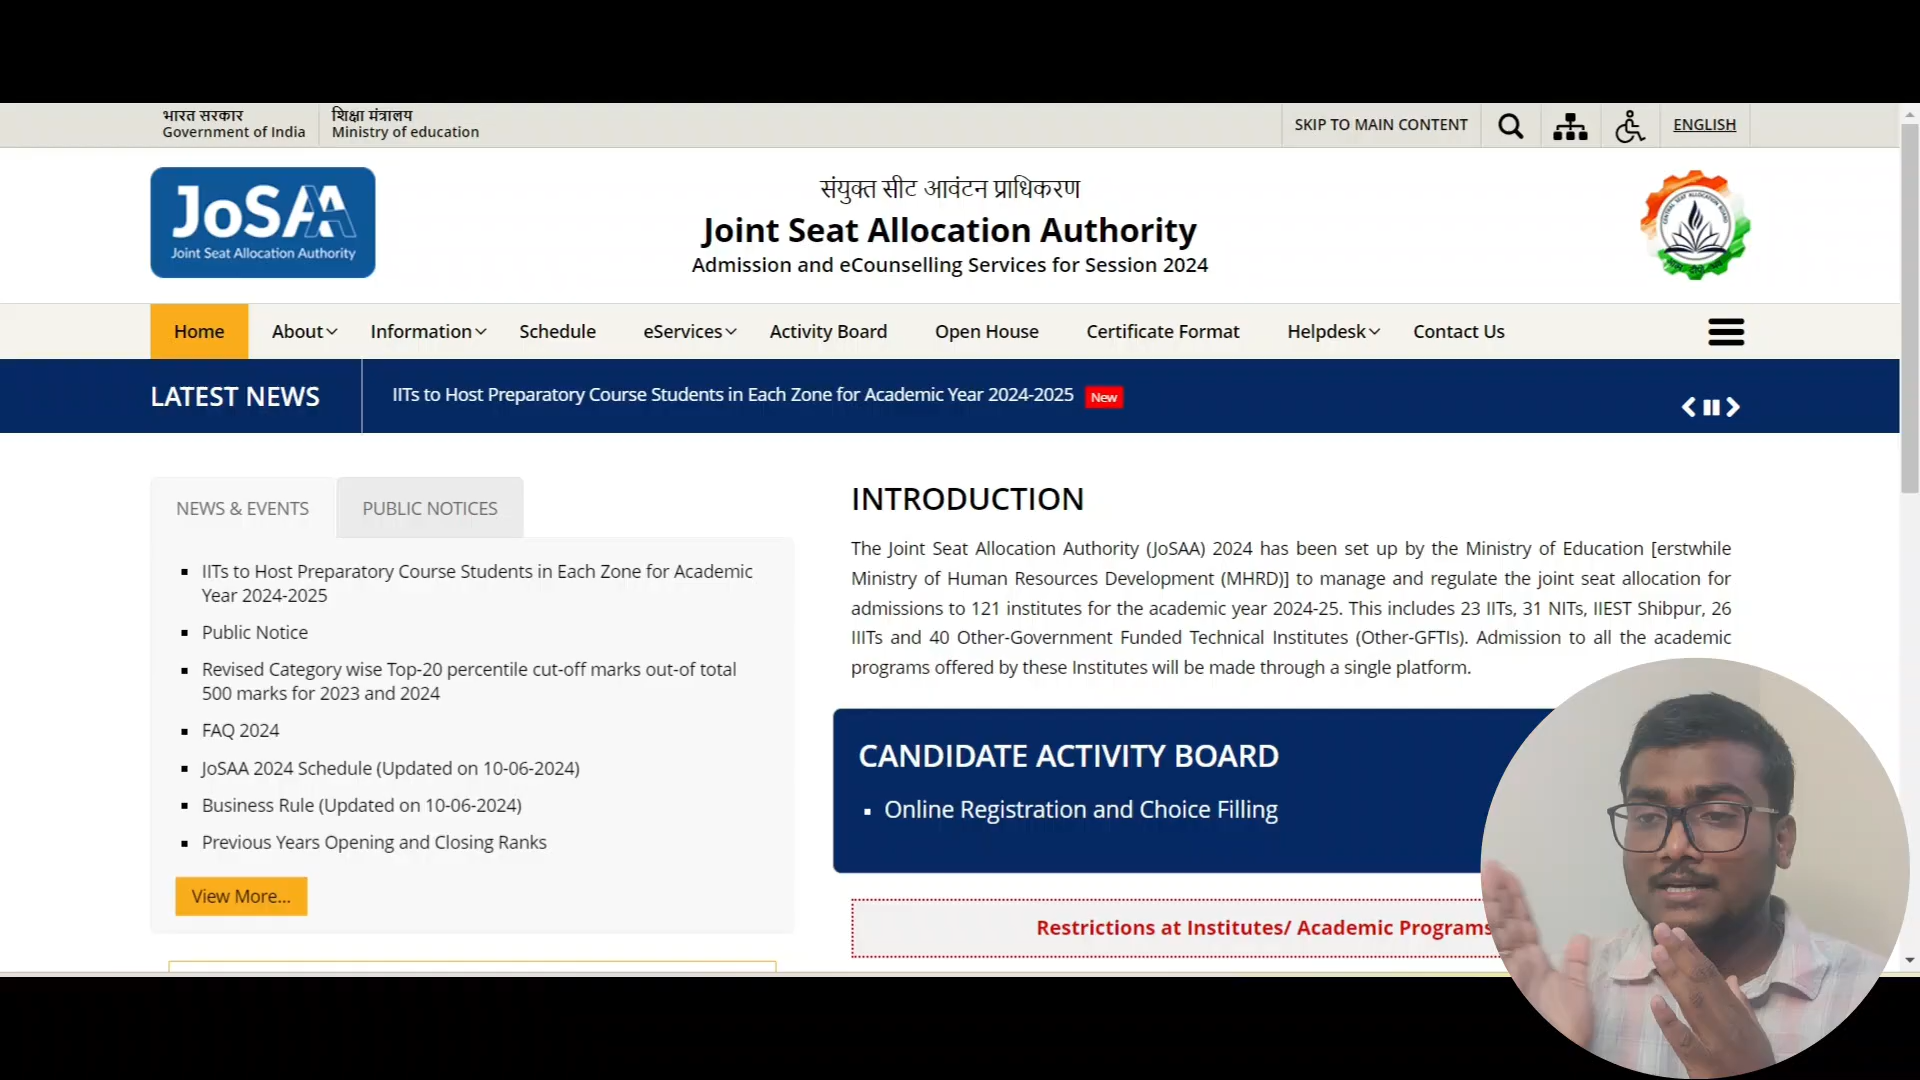 भारत सरकार
Government of India
शिक्षा मंत्रालय
Ministry of education
SKIP TO MAIN CONTENT
ENGLISH
JoSAA
Joint Seat Allocation Authority
संयुक्त सीट आवंटन प्राधिकरण
Joint Seat Allocation Authority
Admission and eCounselling Services for Session 2024
Home
About
Information
Schedule
eServices
Activity Board
Open House
Certificate Format
Helpdesk
Contact Us
LATEST NEWS
IITs to Host Preparatory Course Students in Each Zone for Academic Year 2024-2025
New
NEWS & EVENTS
PUBLIC NOTICES
IITs to Host Preparatory Course Students in Each Zone for Academic
Year 2024-2025
Public Notice
Revised Category wise Top-20 percentile cut-off marks out-of total
500 marks for 2023 and 2024
FAQ 2024
JoSAA 2024 Schedule (Updated on 10-06-2024)
Business Rule (Updated on 10-06-2024)
Previous Years Opening and Closing Ranks
View More...
INTRODUCTION
The Joint Seat Allocation Authority (JoSAA) 2024 has been set up by the Ministry of Education [erstwhile
Ministry of Human Resources Development (MHRD)] to manage and regulate the joint seat allocation for
admissions to 121 institutes for the academic year 2024-25. This includes 23 IITs, 31 NITs, IIEST Shibpur, 26
IIITs and 40 Other-Government Funded Technical Institutes (Other-GFTIs). Admission to all the academic
programs offered by these Institutes will be made through a single platform.
CANDIDATE ACTIVITY BOARD
Online Registration and Choice Filling
Restrictions at Institutes/ Academic Programs